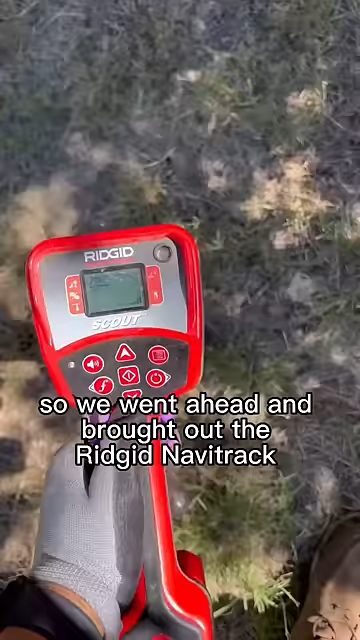 RIDGID
SCOUT
so we went ahead and
brought out the
Ridgid Navitrack